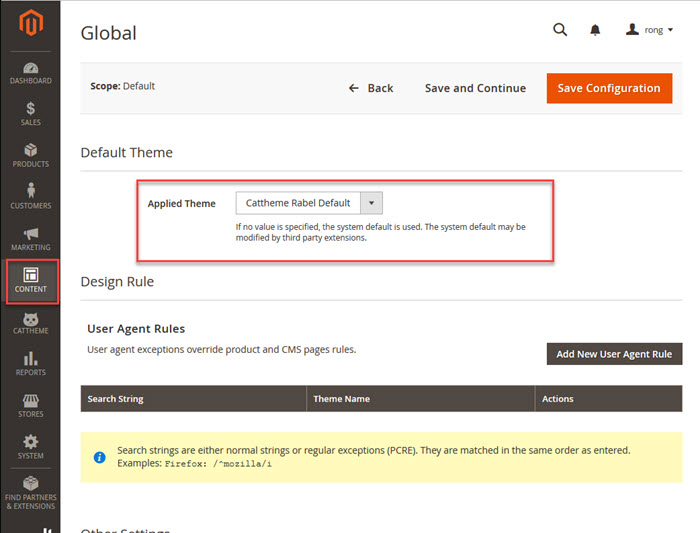 Global
rong
Scope: Default
Back
Save and Continue
Save Configuration
DASHBOARD
SALES
PRODUCTS
CUSTOMERS
MARKETING
CONTENT
CATTHEME
REPORTS
STORES
SYSTEM
FIND PARTNERS
& EXTENSIONS
Default Theme
Applied Theme
Cattheme Rabel Default
If no value is specified, the system default is used. The system default may be
modified by third party extensions.
Design Rule
User Agent Rules
User agent exceptions override product and CMS pages rules.
Add New User Agent Rule
Search String
Theme Name
Actions
Search strings are either normal strings or regular exceptions (PCRE). They are matched in the same order as entered.
Examples: Firefox: /^mozilla/i
Other Settings